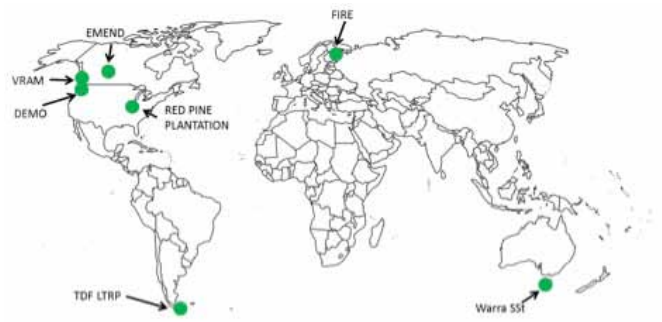 FIRE
EMEND
VRAM
DEMO
RED PINE
PLANTATION
TDF LTRP
Warra SSt